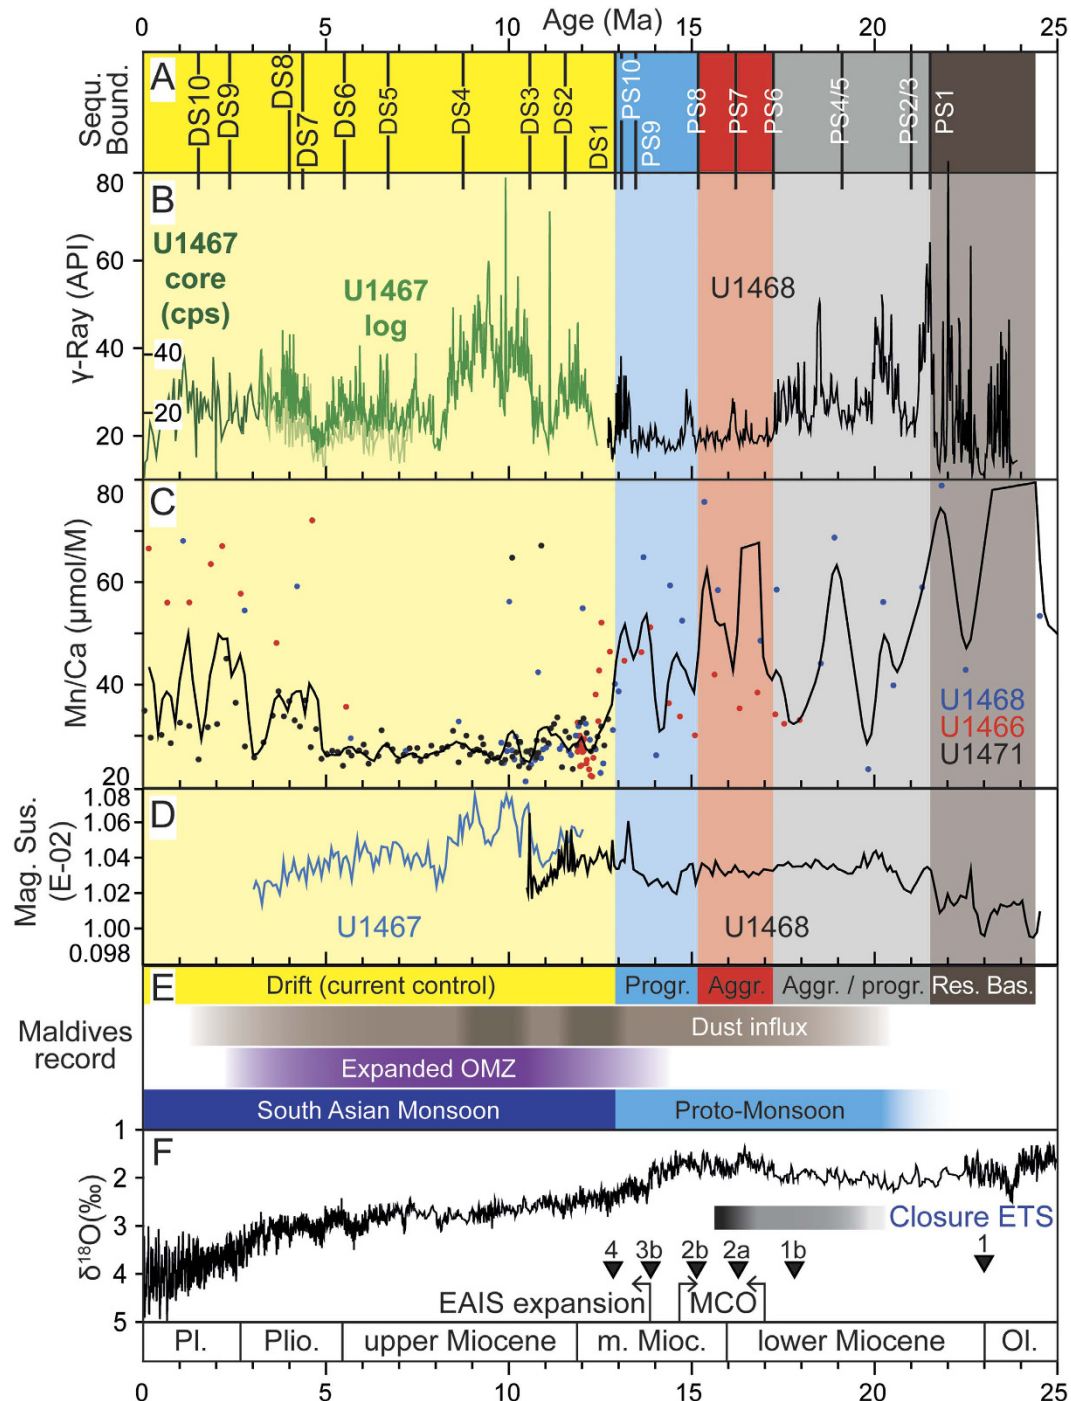 Age (Ma)
0 5 10 15 20 25
A
Sequ.
Bound.
DS10
DS9
DS8
DS7
DS6
DS5
DS4
DS3
DS2
DS1
PS10
PS9
PS8
PS7
PS6
PS4/5
PS2/3
PS1
B
γ-Ray (API)
80
60
40
20
U1467
core
(cps)
40
20
U1467
log
U1468
C
Mn/Ca (μmol/M)
80
60
40
20
U1468
U1466
U1471
D
Mag. Sus.
(E-02)
1.08
1.06
1.04
1.02
1.00
0.098
U1467
U1468
E
Drift (current control)
Progr.
Aggr.
Aggr. / progr.
Res. Bas.
Maldives
record
Dust influx
Expanded OMZ
South Asian Monsoon
Proto-Monsoon
F
δ18O(‰)
1
2
3
4
5
Closure ETS
4 3b 2b 2a 1b 1
EAIS expansion
MCO
Pl. Plio. upper Miocene m. Mioc. lower Miocene Ol.
0 5 10 15 20 25